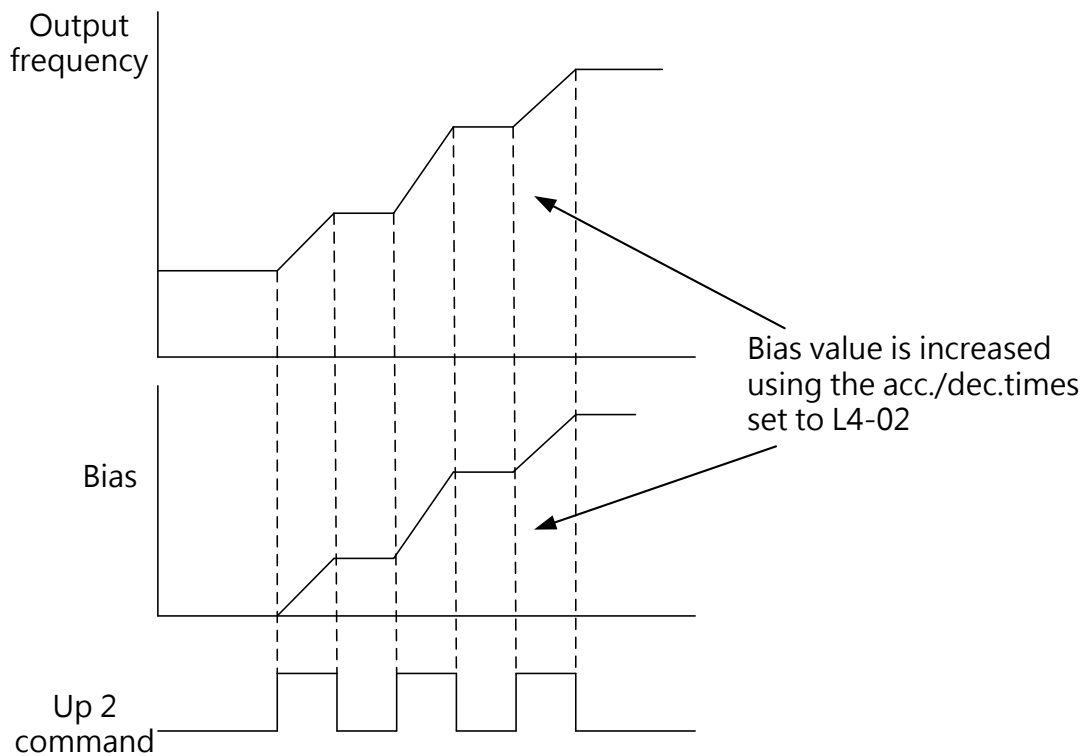 Output
frequency
Bias value is increased
using the acc./dec.times
set to L4-02
Bias
Up 2
command